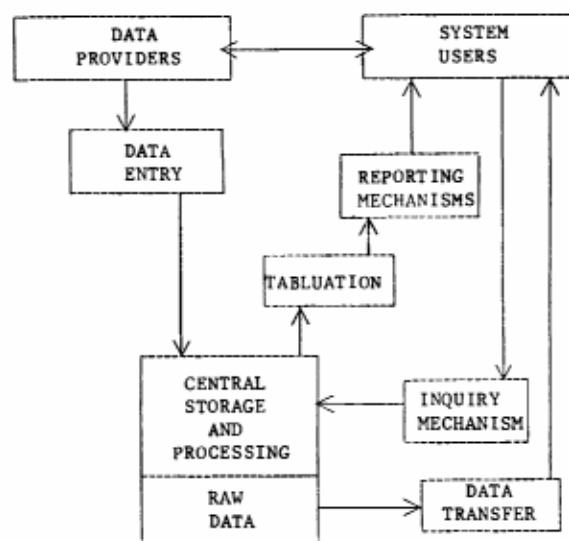 DATA
PROVIDERS
SYSTEM
USERS
DATA
ENTRY
REPORTING
MECHANISMS
TABLUATION
CENTRAL
STORAGE
AND
PROCESSING
INQUIRY
MECHANISM
RAW
DATA
DATA
TRANSFER